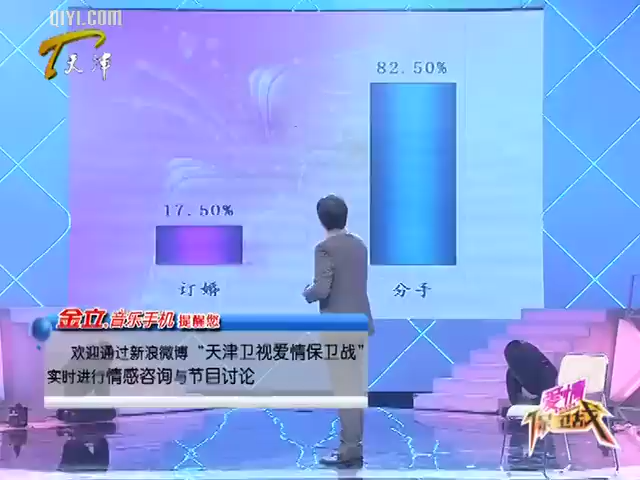 QIYI.COM
天津
82.50%
17.50%
订婚
分手
金立音乐手机 提醒您
欢迎通过新浪微博“天津卫视爱情保卫战”
实时进行情感咨询与节目讨论
爱情
保卫战